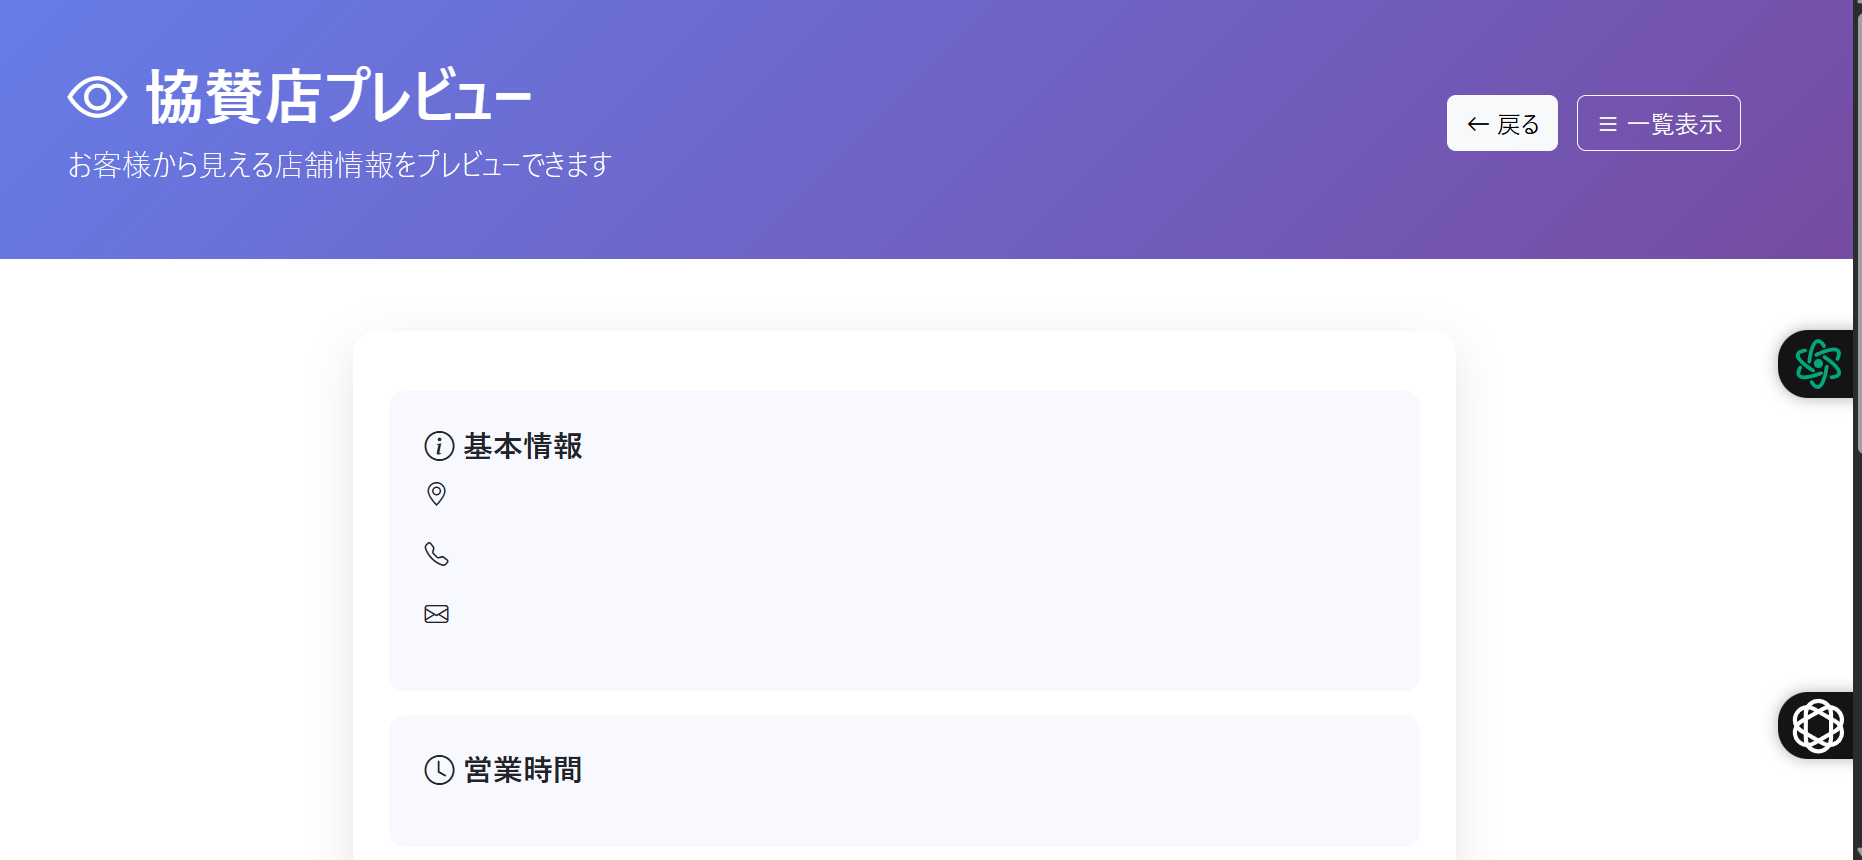 協賛店プレビュー
お客様から見える店舗情報をプレビューできます
戻る
一覧表示
基本情報
営業時間